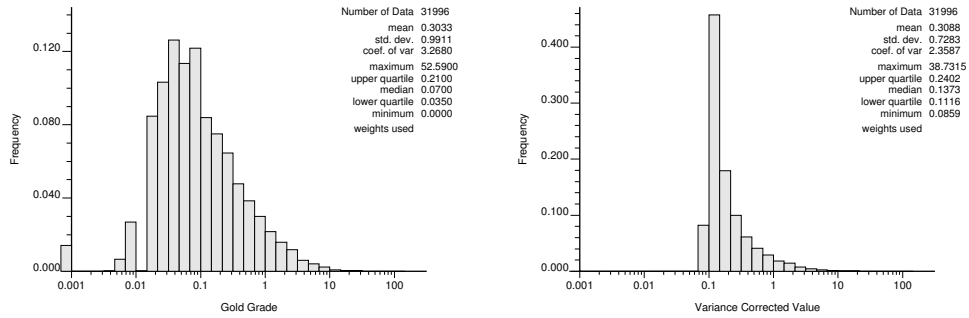 Number of Data 31996
mean 0.3033
std. dev. 0.9911
coef. of var 3.2680
maximum 52.5900
upper quartile 0.2100
median 0.0700
lower quartile 0.0350
minimum 0.0000
weights used
Frequency
0.120
0.080
0.040
0.000
0.001 0.01 0.1 1 10 100
Gold Grade
Number of Data 31996
mean 0.3088
std. dev. 0.7283
coef. of var 2.3587
maximum 38.7315
upper quartile 0.2402
median 0.1373
lower quartile 0.1116
minimum 0.0859
weights used
Frequency
0.400
0.300
0.200
0.100
0.000
0.001 0.01 0.1 1 10 100
Variance Corrected Value